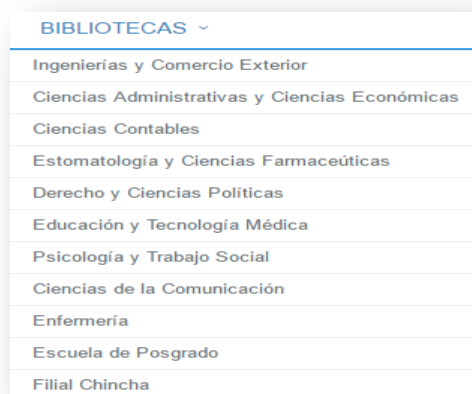 BIBLIOTECAS
Ingenierías y Comercio Exterior
Ciencias Administrativas y Ciencias Económicas
Ciencias Contables
Estomatología y Ciencias Farmaceúticas
Derecho y Ciencias Políticas
Educación y Tecnología Médica
Psicología y Trabajo Social
Ciencias de la Comunicación
Enfermería
Escuela de Posgrado
Filial Chincha